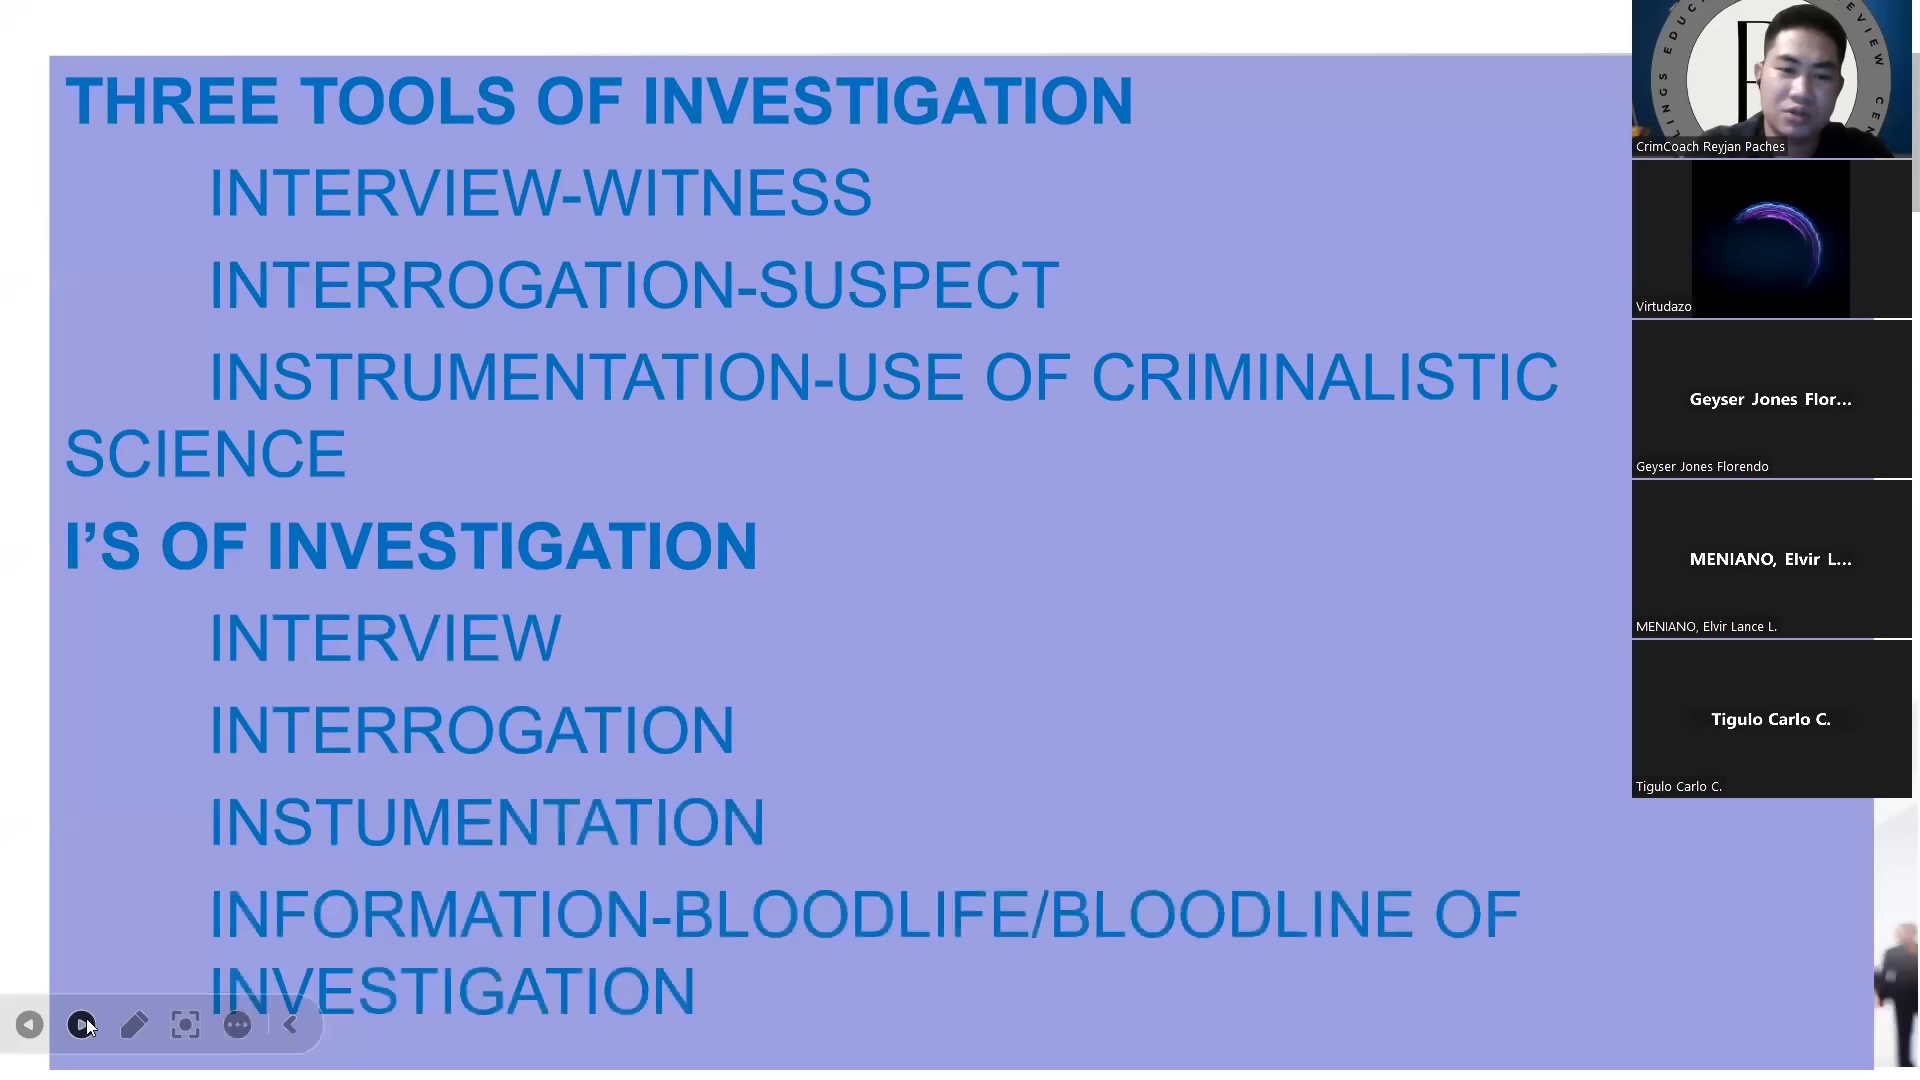 THREE TOOLS OF INVESTIGATION
INTERVIEW-WITNESS
INTERROGATION-SUSPECT
INSTRUMENTATION-USE OF CRIMINALISTIC
SCIENCE
I’S OF INVESTIGATION
INTERVIEW
INTERROGATION
INSTUMENTATION
INFORMATION-BLOODLIFE/BLOODLINE OF
INVESTIGATION
CrimCoach Reyjan Paches
Virtudazo
Geyser Jones Flor...
Geyser Jones Florendo
MENIANO, Elvir L...
MENIANO, Elvir Lance L.
Tigulo Carlo C.
Tigulo Carlo C.